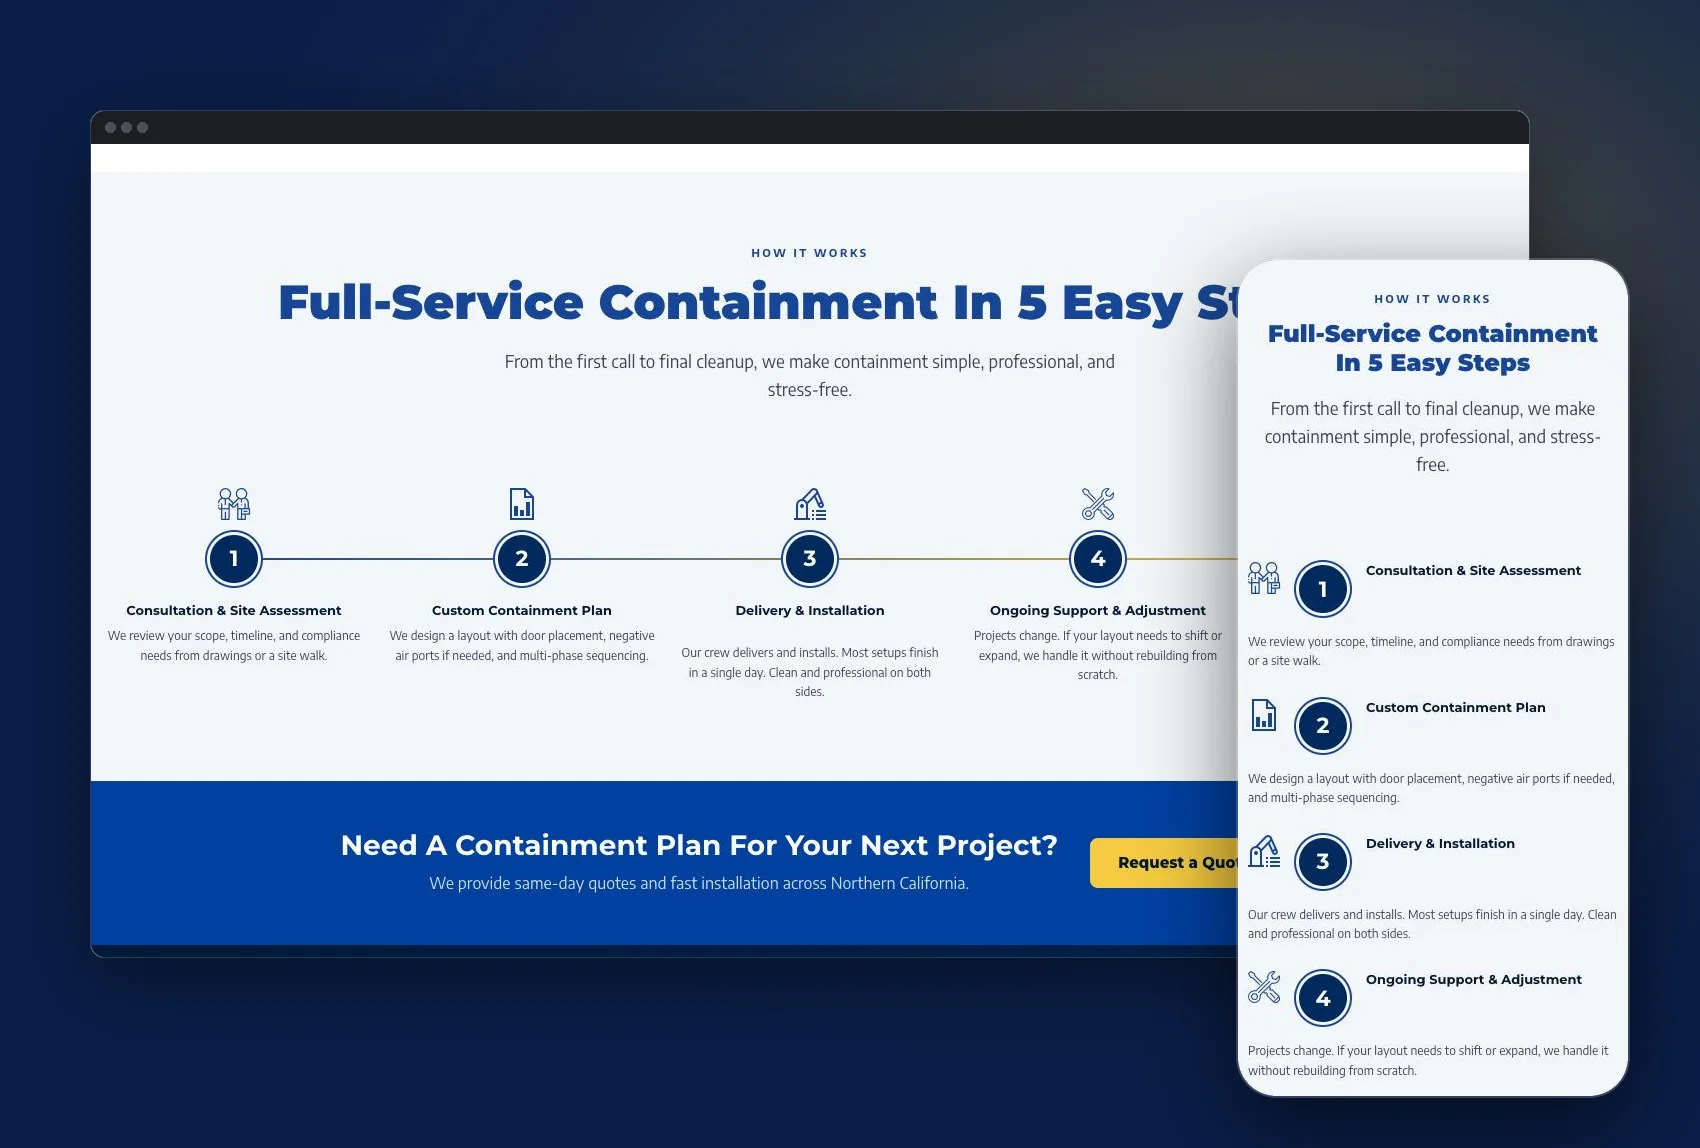 HOW IT WORKS
Full-Service Containment In 5 Easy
From the first call to final cleanup, we make containment simple, professional, and
stress-free.
1
2
3
4
Consultation & Site Assessment
We review your scope, timeline, and compliance
needs from drawings or a site walk.
Custom Containment Plan
We design a layout with door placement, negative
air ports if needed, and multi-phase sequencing.
Delivery & Installation
Our crew delivers and installs. Most setups finish
in a single day. Clean and professional on both
sides.
Ongoing Support & Adjustment
Projects change. If your layout needs to shift or
expand, we handle it without rebuilding from
scratch.
Need A Containment Plan For Your Next Project?
We provide same-day quotes and fast installation across Northern California.
Request a
HOW IT WORKS
Full-Service Containment
In 5 Easy Steps
From the first call to final cleanup, we make
containment simple, professional, and stress-
free.
1
Consultation & Site Assessment
We review your scope, timeline, and compliance needs from drawings
or a site walk.
2
Custom Containment Plan
We design a layout with door placement, negative air ports if needed,
and multi-phase sequencing.
3
Delivery & Installation
Our crew delivers and installs. Most setups finish in a single day. Clean
and professional on both sides.
4
Ongoing Support & Adjustment
Projects change. If your layout needs to shift or expand, we handle it
without rebuilding from scratch.